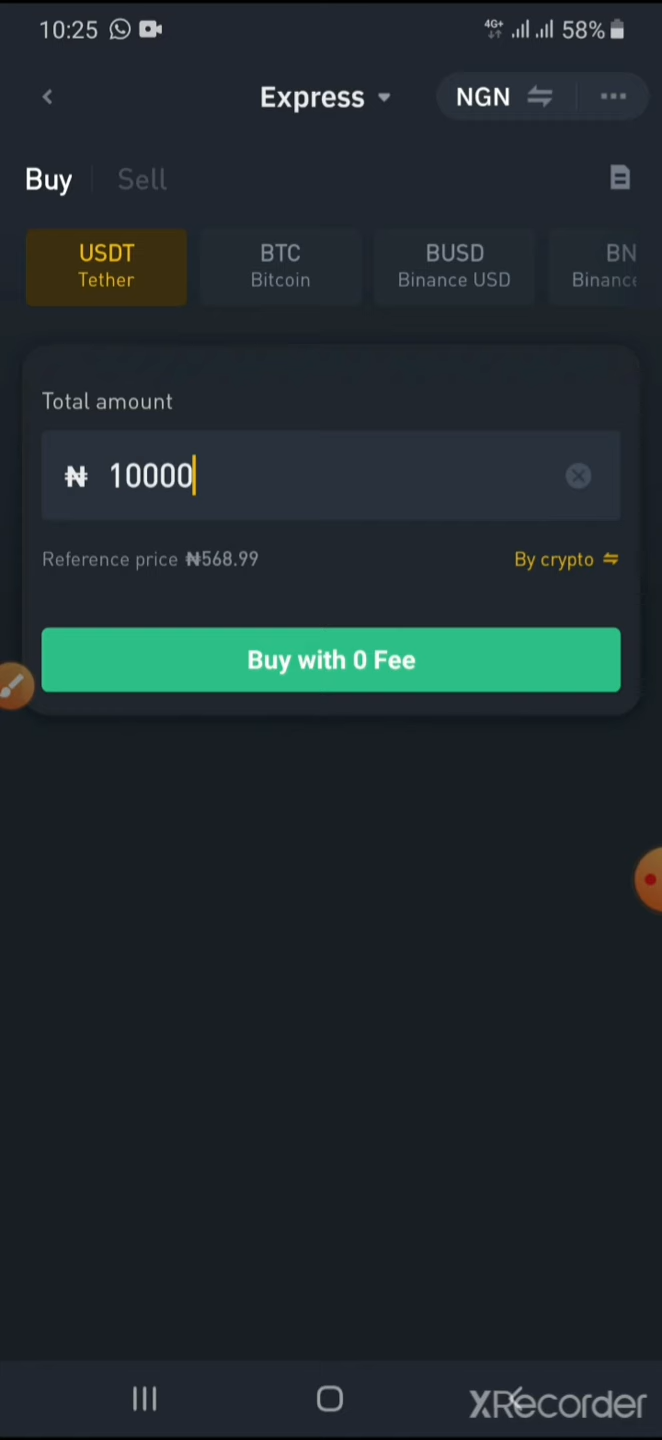 10:25 4G+ 58%
Express NGN
Buy Sell
USDT BTC BUSD BN
Tether Bitcoin Binance USD Binance
Total amount
₦ 10000
Reference price ₦568.99 By crypto
Buy with 0 Fee
XRecorder